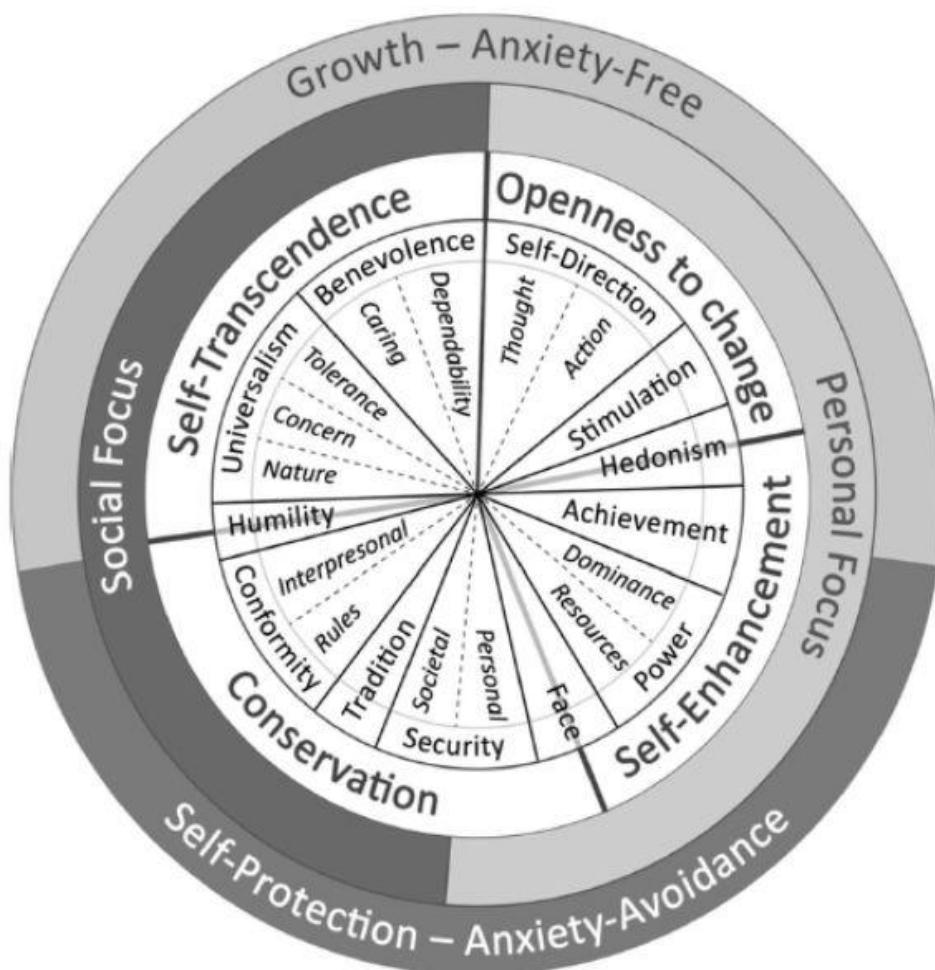 Growth – Anxiety-Free
Personal Focus
Self-Protection – Anxiety-Avoidance
Social Focus
Self-Transcendence
Openness to change
Self-Enhancement
Conservation
Benevolence
Self-Direction
Stimulation
Hedonism
Achievement
Power
Face
Security
Tradition
Conformity
Humility
Universalism
Caring
Dependability
Thought
Action
Dominance
Resources
Personal
Societal
Rules
Interpresonal
Nature
Concern
Tolerance